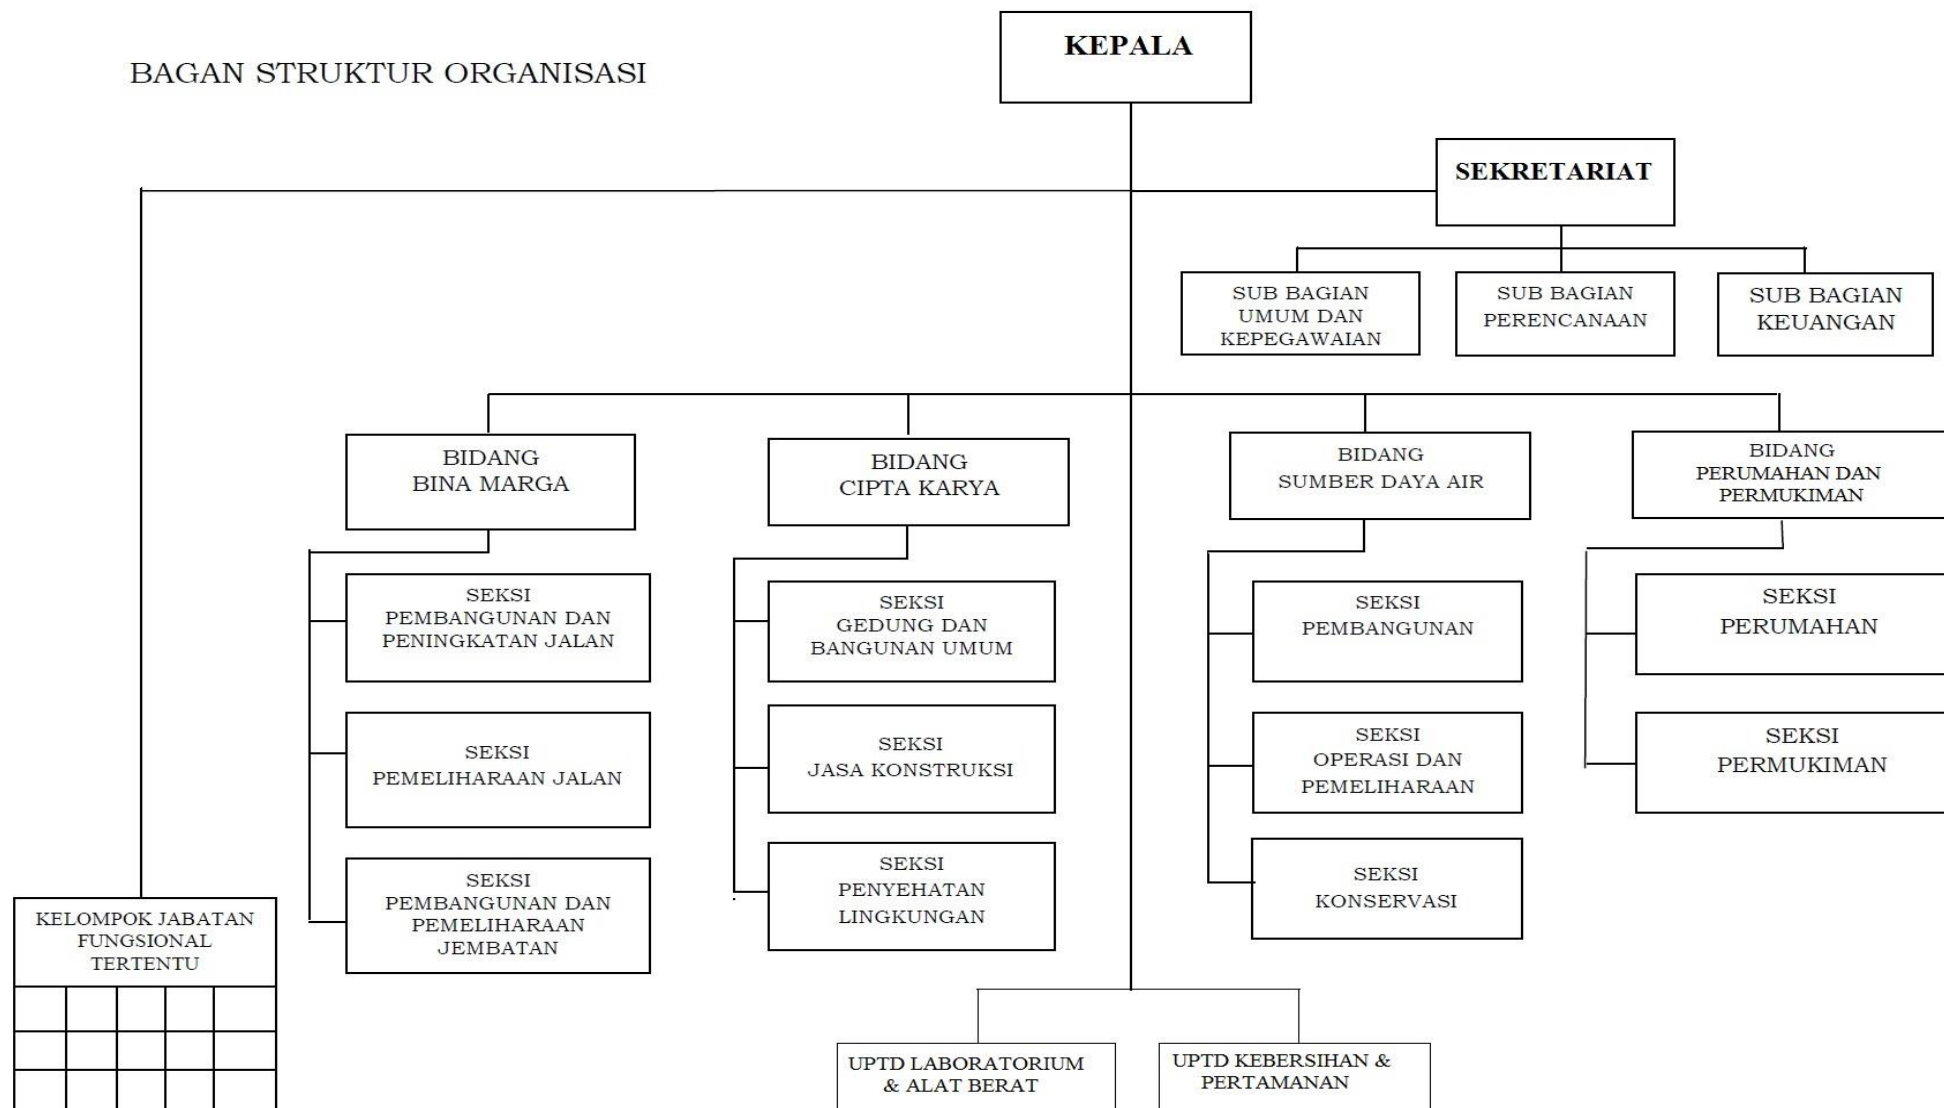 KEPALA
BAGAN STRUKTUR ORGANISASI
SEKRETARIAT
SUB BAGIAN
UMUM DAN
KEPEGAWAIAN
SUB BAGIAN
PERENCANAAN
SUB BAGIAN
KEUANGAN
BIDANG
BINA MARGA
BIDANG
CIPTA KARYA
BIDANG
SUMBER DAYA AIR
BIDANG
PERUMAHAN DAN
PERMUKIMAN
SEKSI
PEMBANGUNAN DAN
PENINGKATAN JALAN
SEKSI
PEMELIHARAAN JALAN
SEKSI
PEMBANGUNAN DAN
PEMELIHARAAN
JEMBATAN
SEKSI
GEDUNG DAN
BANGUNAN UMUM
SEKSI
JASA KONSTRUKSI
SEKSI
PENYEHATAN
LINGKUNGAN
SEKSI
PEMBANGUNAN
SEKSI
OPERASI DAN
PEMELIHARAAN
SEKSI
KONSERVASI
SEKSI
PERUMAHAN
SEKSI
PERMUKIMAN
KELOMPOK JABATAN
FUNGSIONAL
TERTENTU
UPTD LABORATORIUM
& ALAT BERAT
UPTD KEBERSIHAN &
PERTAMANAN